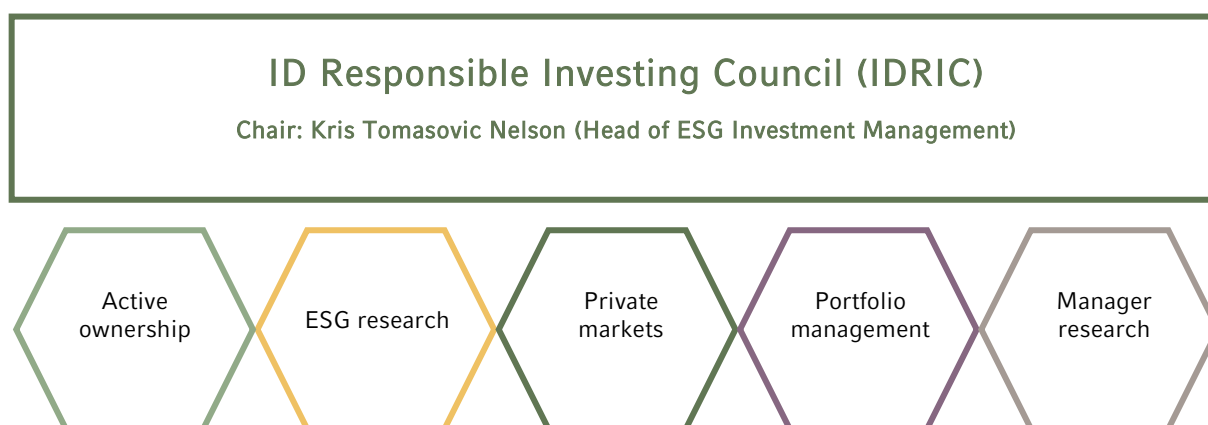 ID Responsible Investing Council (IDRIC)
Chair: Kris Tomasovic Nelson (Head of ESG Investment Management)
Active
ownership
ESG research
Private
markets
Portfolio
management
Manager
research